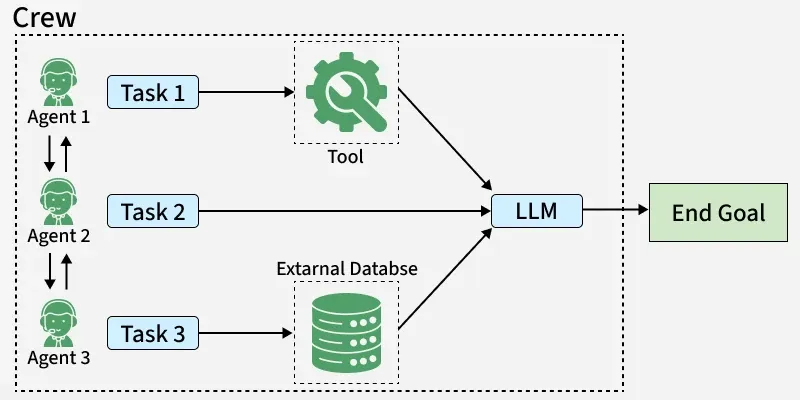 Crew
Agent 1
Task 1
Tool
Agent 2
Task 2
LLM
End Goal
Extarnal Databse
Agent 3
Task 3